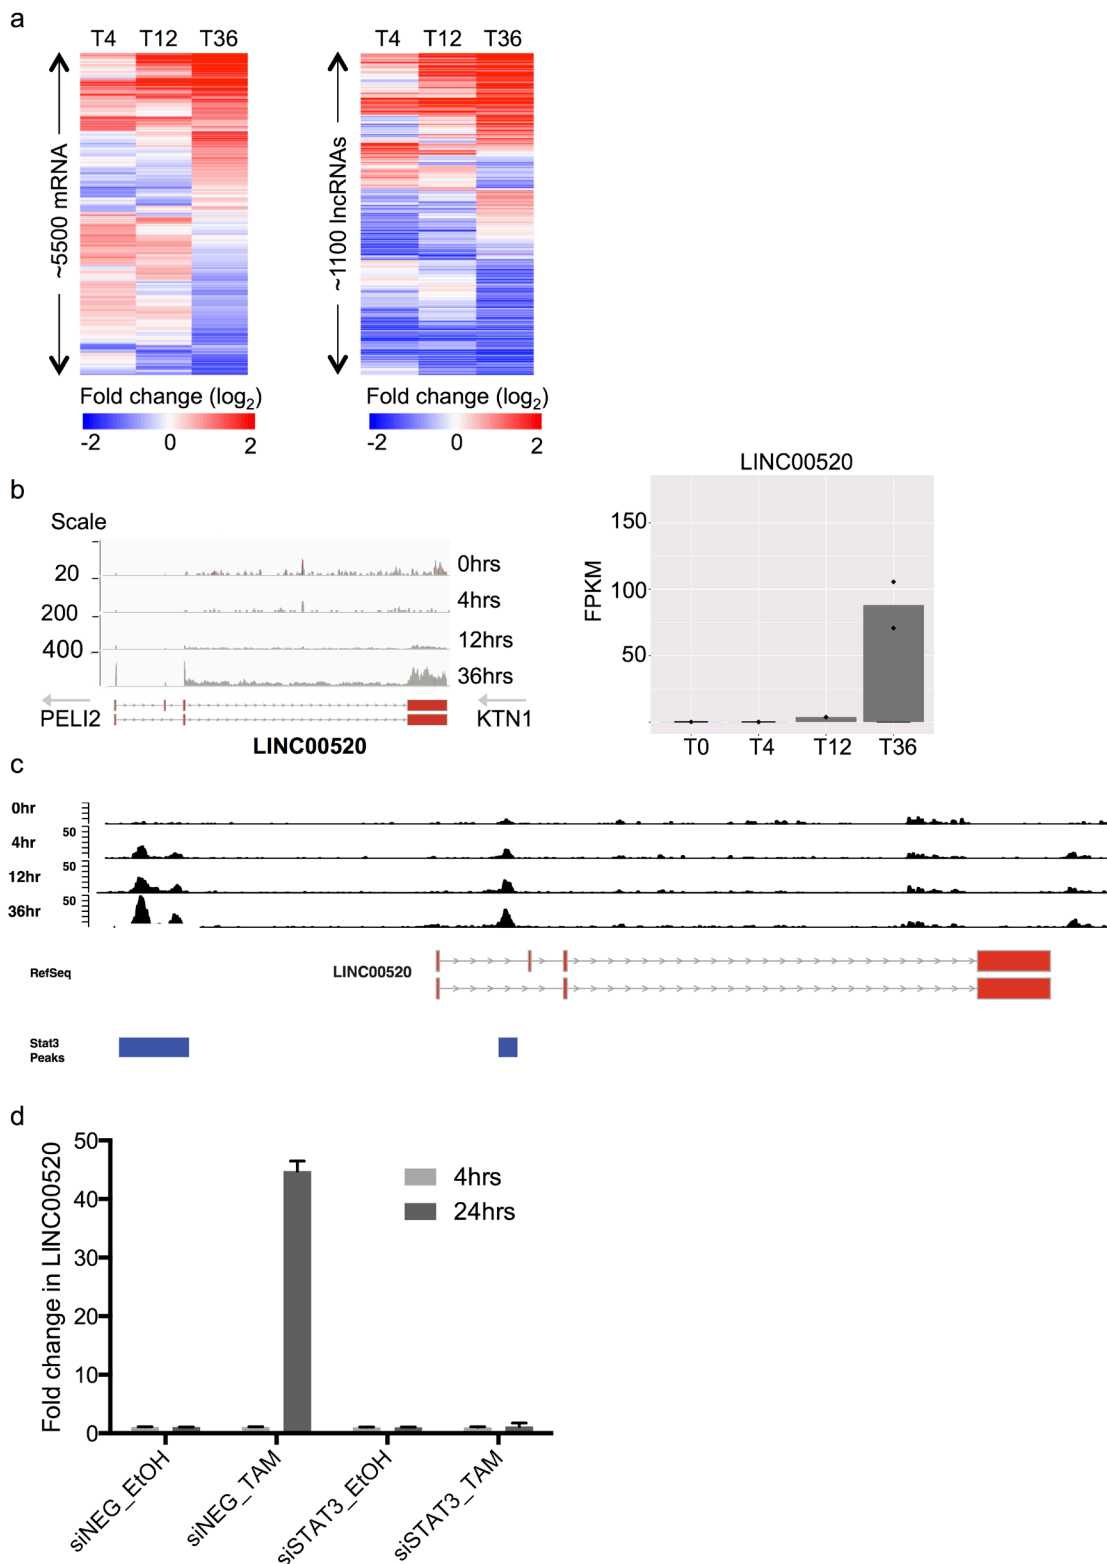 a
T4 T12 T36
T4 T12 T36
~5500 mRNA
~1100 lncRNAs
Fold change (log2)
-2 0 2
Fold change (log2)
-2 0 2
b
Scale
20
200
400
0hrs
4hrs
12hrs
36hrs
PELI2
KTN1
LINC00520
LINC00520
FPKM
150
100
50
T0 T4 T12 T36
c
0hr
4hr
50
12hr
50
36hr
50
RefSeq
LINC00520
Stat3
Peaks
d
Fold change in LINC00520
50
40
30
20
10
0
4hrs
24hrs
siNEG_EtOH
siNEG_TAM
siSTAT3_EtOH
siSTAT3_TAM